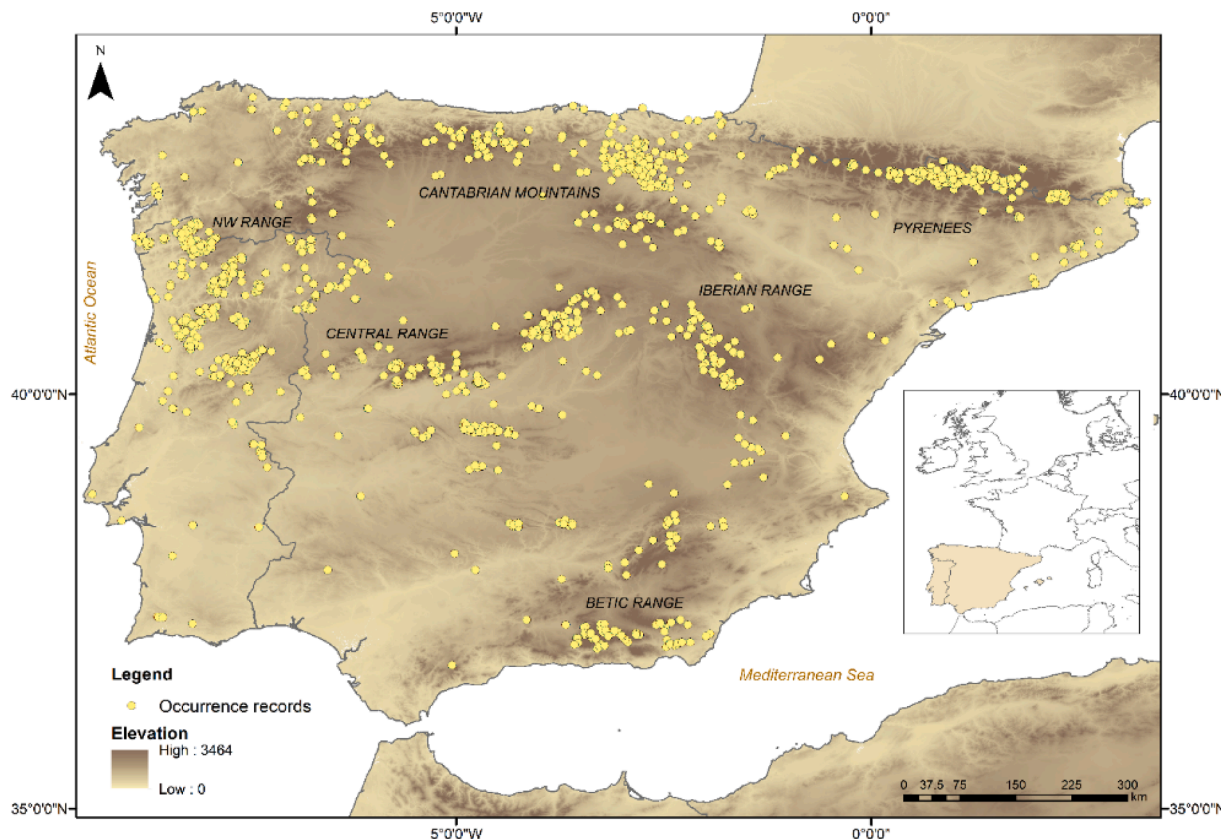 5°0'0"W
0°0'0"
N
CANTABRIAN MOUNTAINS
NW RANGE
PYRENEES
Atlantic Ocean
IBERIAN RANGE
CENTRAL RANGE
40°0'0"N
40°0'0"N
BETIC RANGE
Mediterranean Sea
Legend
Occurrence records
Elevation
High : 3464
Low : 0
0 37.5 75 150 225 300
km
35°0'0"N
35°0'0"N
5°0'0"W
0°0'0"